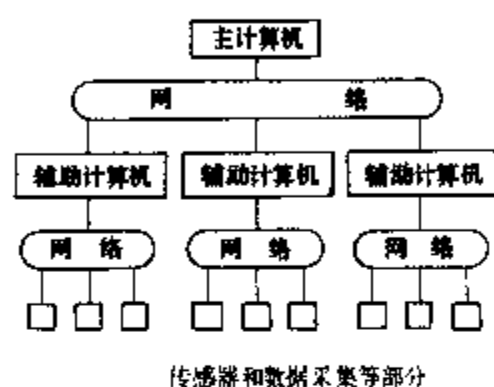 主计算机
网 络
辅助计算机 辅助计算机 辅助计算机
网 络 网 络 网 络
传感器和数据采集等部分